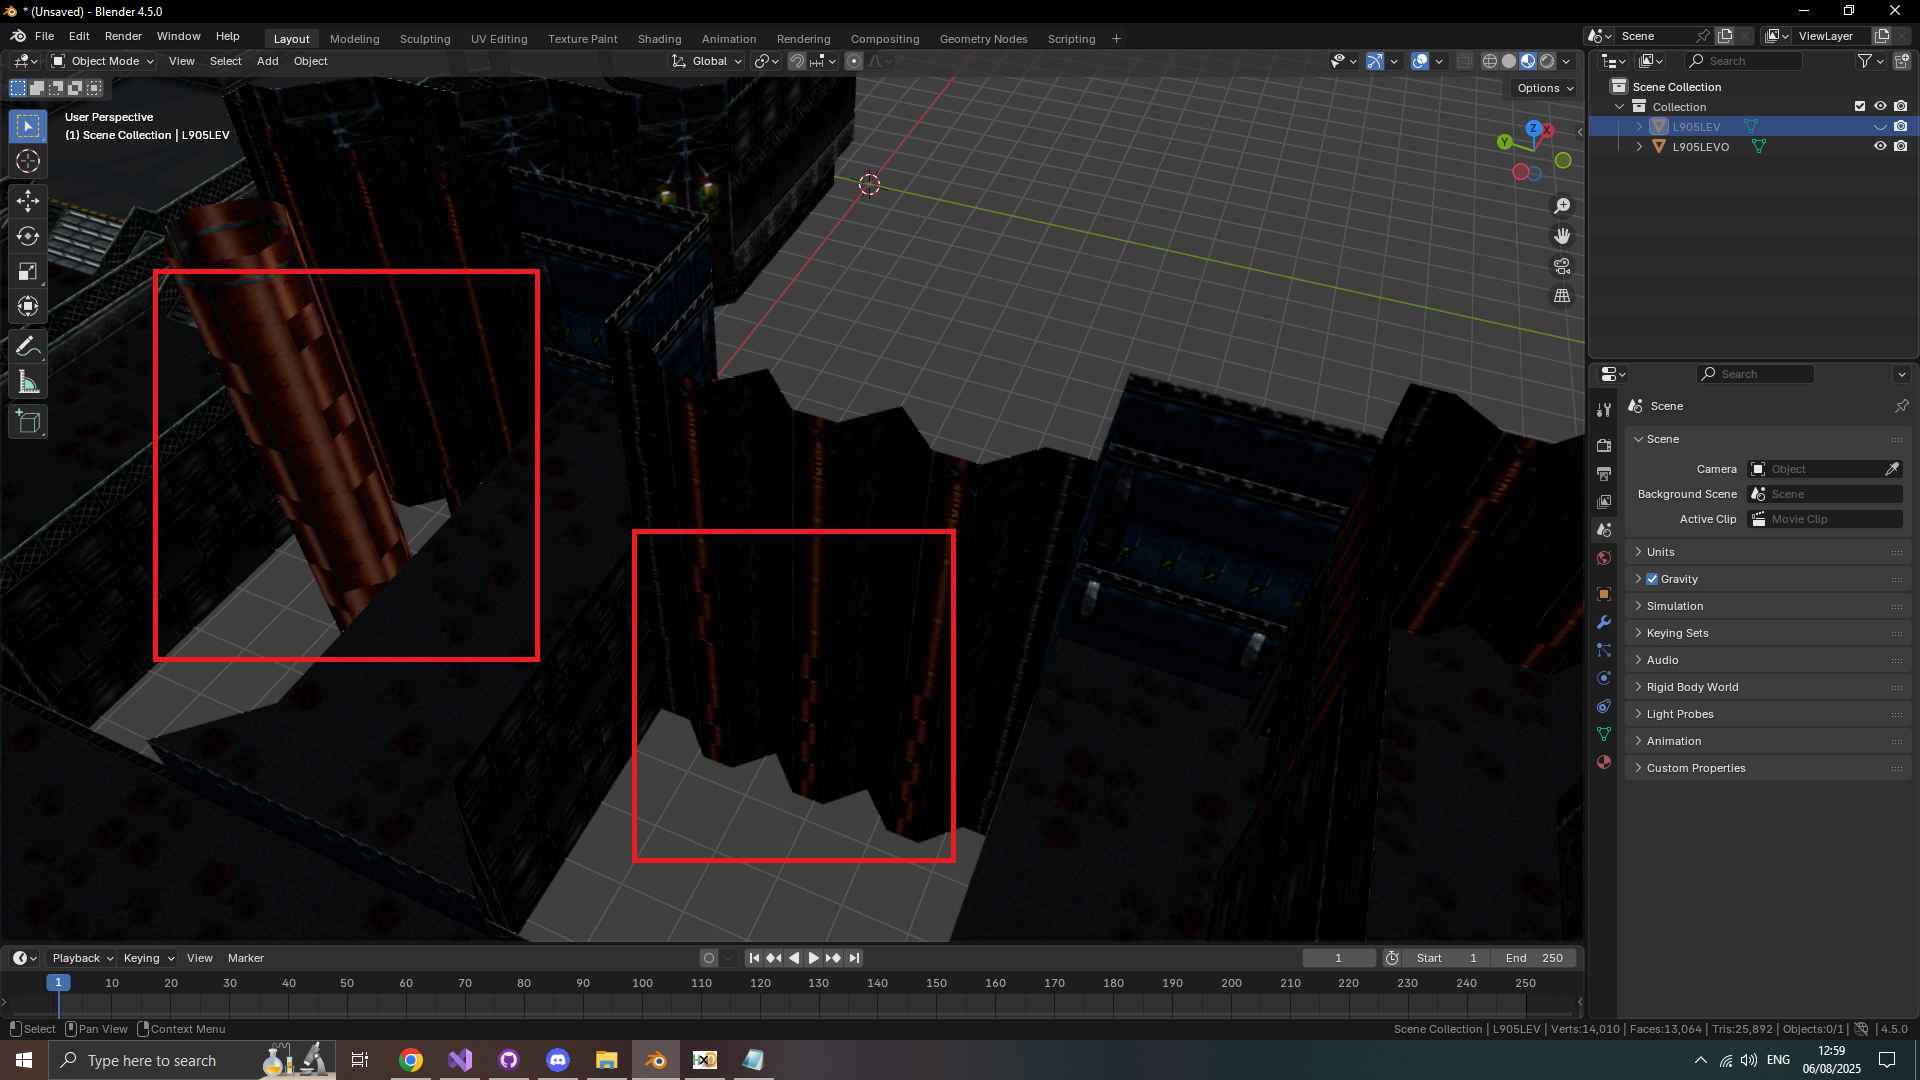 * (Unsaved) - Blender 4.5.0
File Edit Render Window Help
Layout Modeling Sculpting UV Editing Texture Paint Shading Animation Rendering Compositing Geometry Nodes Scripting +
Scene
ViewLayer
Object Mode View Select Add Object
Global
Search
Options
User Perspective
(1) Scene Collection | L905LEV
Z
X
Y
Scene Collection
Collection
L905LEV
L905LEVO
Search
Scene
Scene
Camera Object
Background Scene Scene
Active Clip Movie Clip
Units
Gravity
Simulation
Keying Sets
Audio
Rigid Body World
Light Probes
Animation
Custom Properties
Playback Keying View Marker
1
Start 1
End 250
1 10 20 30 40 50 60 70 80 90 100 110 120 130 140 150 160 170 180 190 200 210 220 230 240 250
Select Pan View Context Menu
Scene Collection | L905LEV | Verts:14,010 | Faces:13,064 | Tris:25,892 | Objects:0/1 | 4.5.0
Type here to search
ENG
12:59
06/08/2025